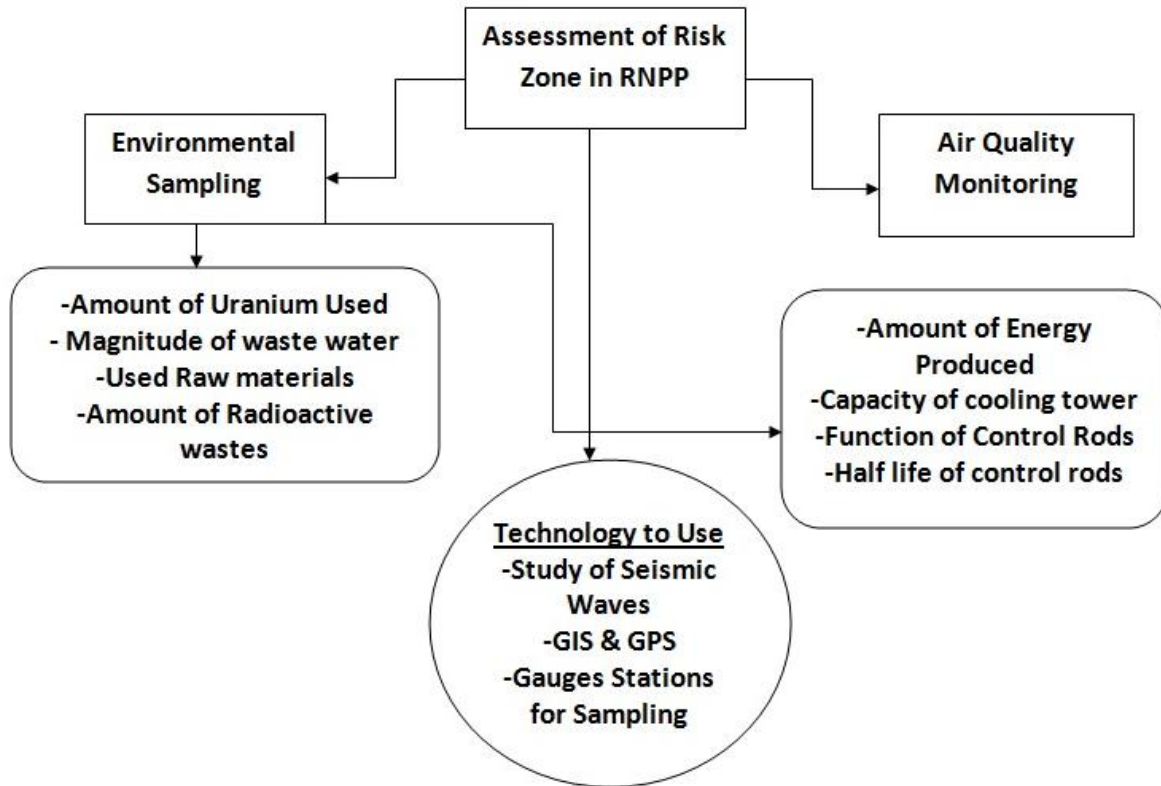 Assessment of Risk
Zone in RNPP
Environmental
Sampling
Air Quality
Monitoring
-Amount of Uranium Used
- Magnitude of waste water
-Used Raw materials
-Amount of Radioactive
wastes
-Amount of Energy
Produced
-Capacity of cooling tower
-Function of Control Rods
-Half life of control rods
Technology to Use
-Study of Seismic
Waves
-GIS & GPS
-Gauges Stations
for Sampling